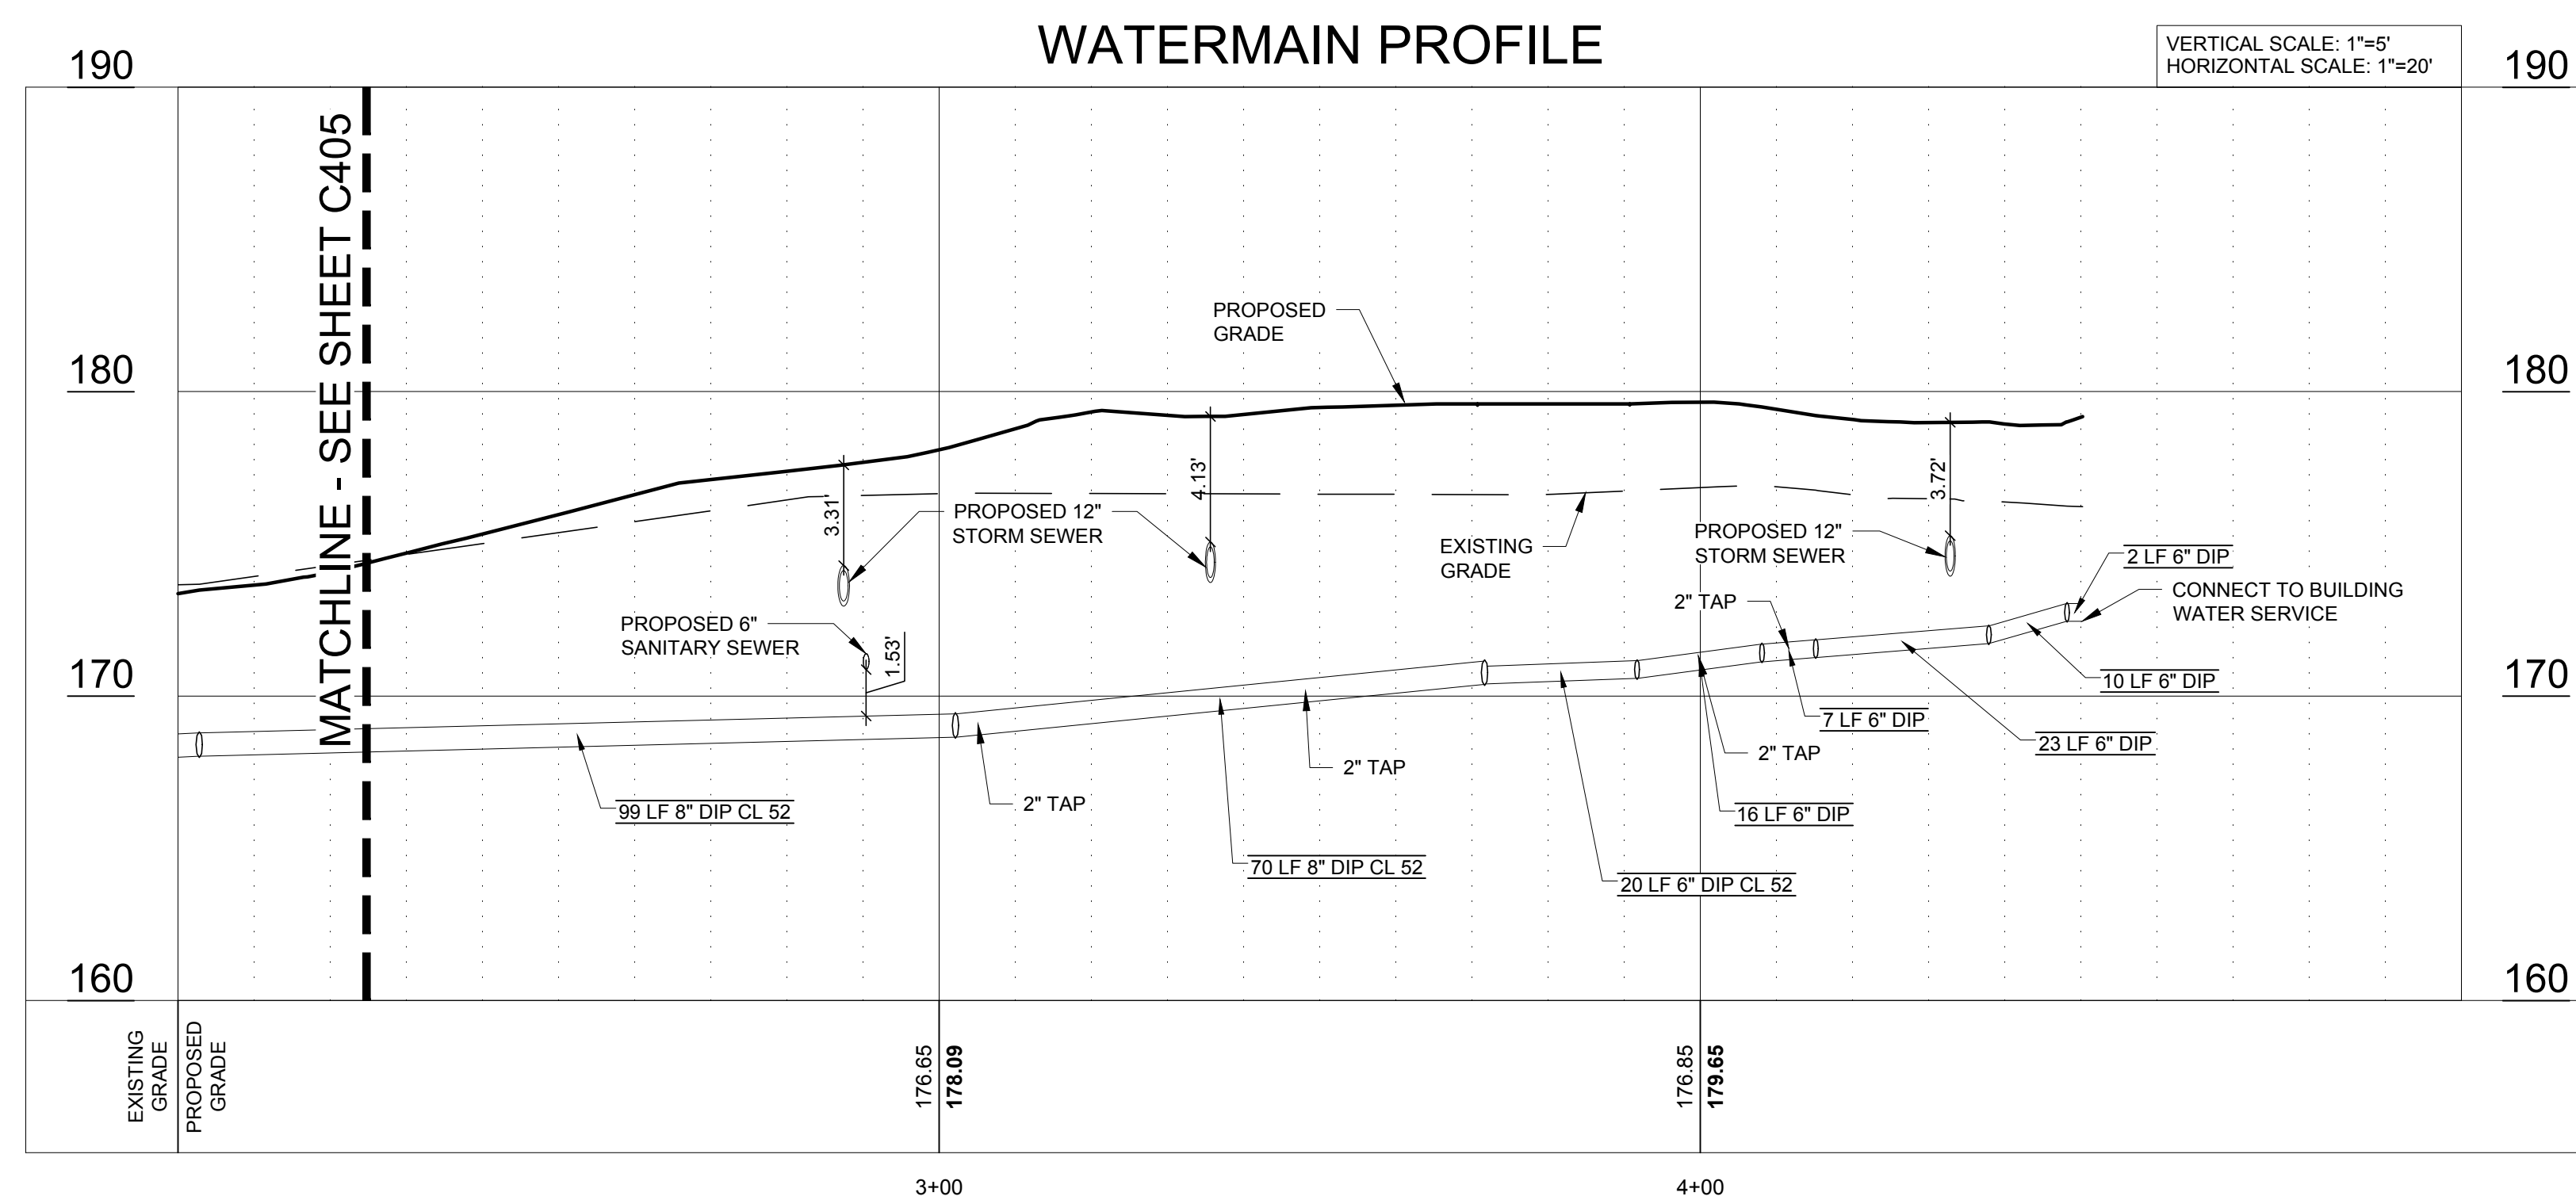 WATERMAIN PROFILE
VERTICAL SCALE: 1"=5'
HORIZONTAL SCALE: 1"=20'
190
190
MATCHLINE - SEE SHEET C405
180
180
PROPOSED
GRADE
3.31'
4.13'
3.72'
PROPOSED 12"
STORM SEWER
EXISTING
GRADE
PROPOSED 12"
STORM SEWER
2 LF 6" DIP
CONNECT TO BUILDING
WATER SERVICE
2" TAP
PROPOSED 6"
SANITARY SEWER
1.53'
170
170
10 LF 6" DIP
7 LF 6" DIP
23 LF 6" DIP
2" TAP
2" TAP
2" TAP
99 LF 8" DIP CL 52
16 LF 6" DIP
70 LF 8" DIP CL 52
20 LF 6" DIP CL 52
160
160
EXISTING
GRADE
PROPOSED
GRADE
176.65
178.09
176.85
179.65
3+00
4+00